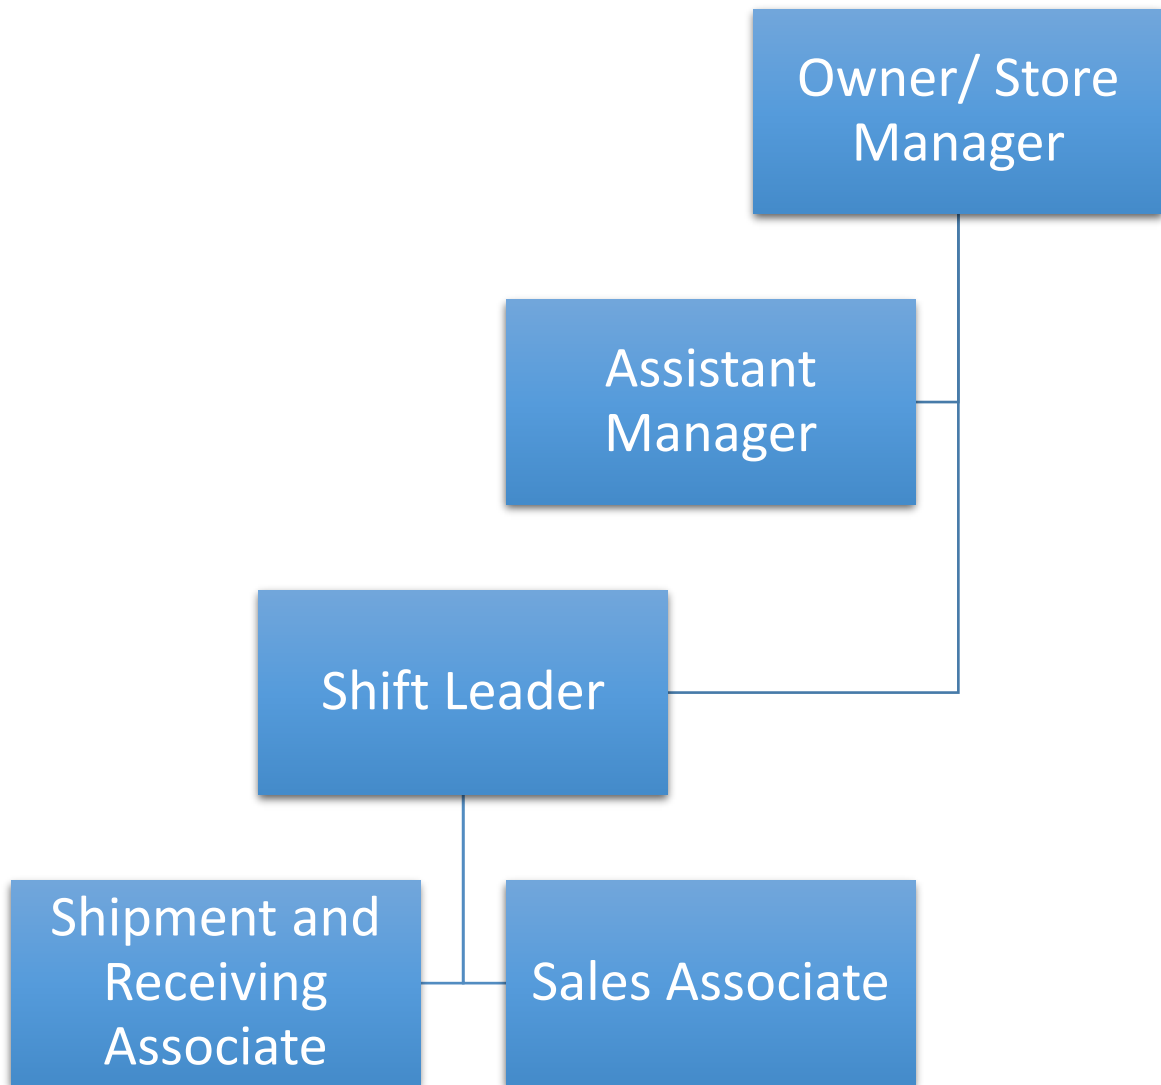 Owner/ Store
Manager
Assistant
Manager
Shift Leader
Shipment and
Receiving
Associate
Sales Associate